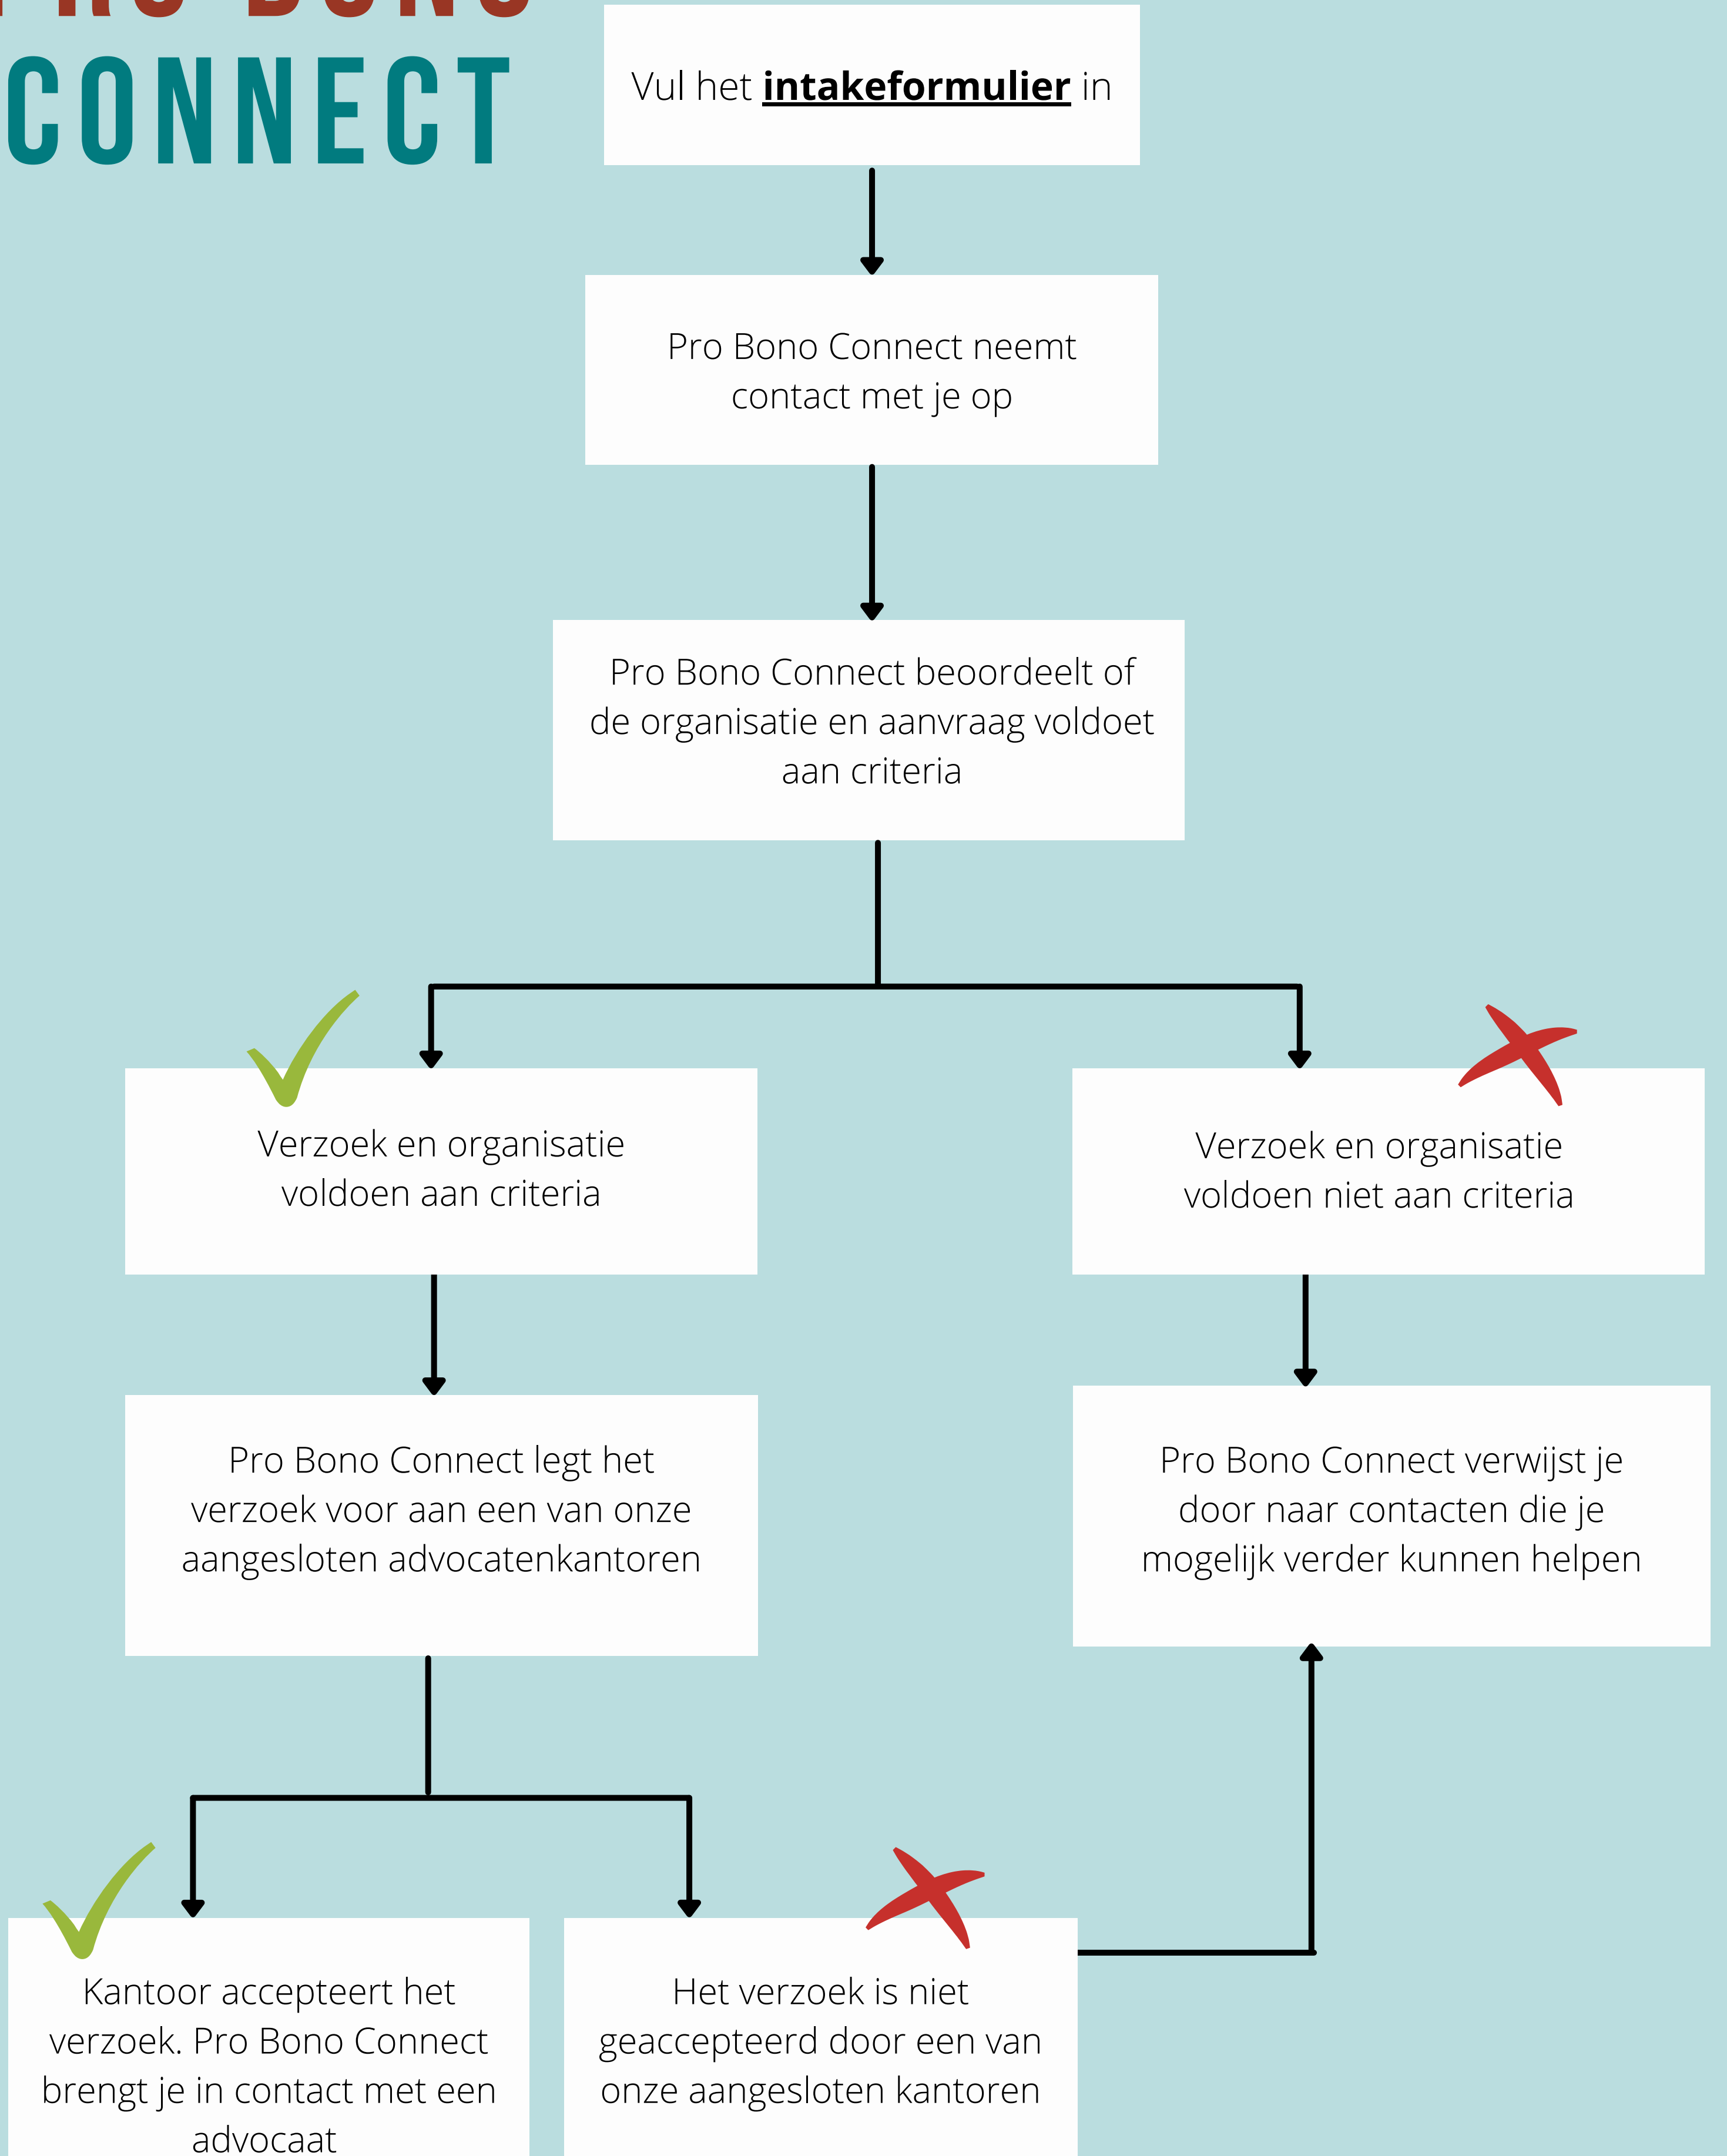 PRO BONO
CONNECT
Vul het intakeformulier in
Pro Bono Connect neemt
contact met je op
Pro Bono Connect beoordeelt of
de organisatie en aanvraag voldoet
aan criteria
Verzoek en organisatie
voldoen aan criteria
Verzoek en organisatie
voldoen niet aan criteria
Pro Bono Connect legt het
verzoek voor aan een van onze
aangesloten advocatenkantoren
Pro Bono Connect verwijst je
door naar contacten die je
mogelijk verder kunnen helpen
Kantoor accepteert het
verzoek. Pro Bono Connect
brengt je in contact met een
advocaat
Het verzoek is niet
geaccepteerd door een van
onze aangesloten kantoren